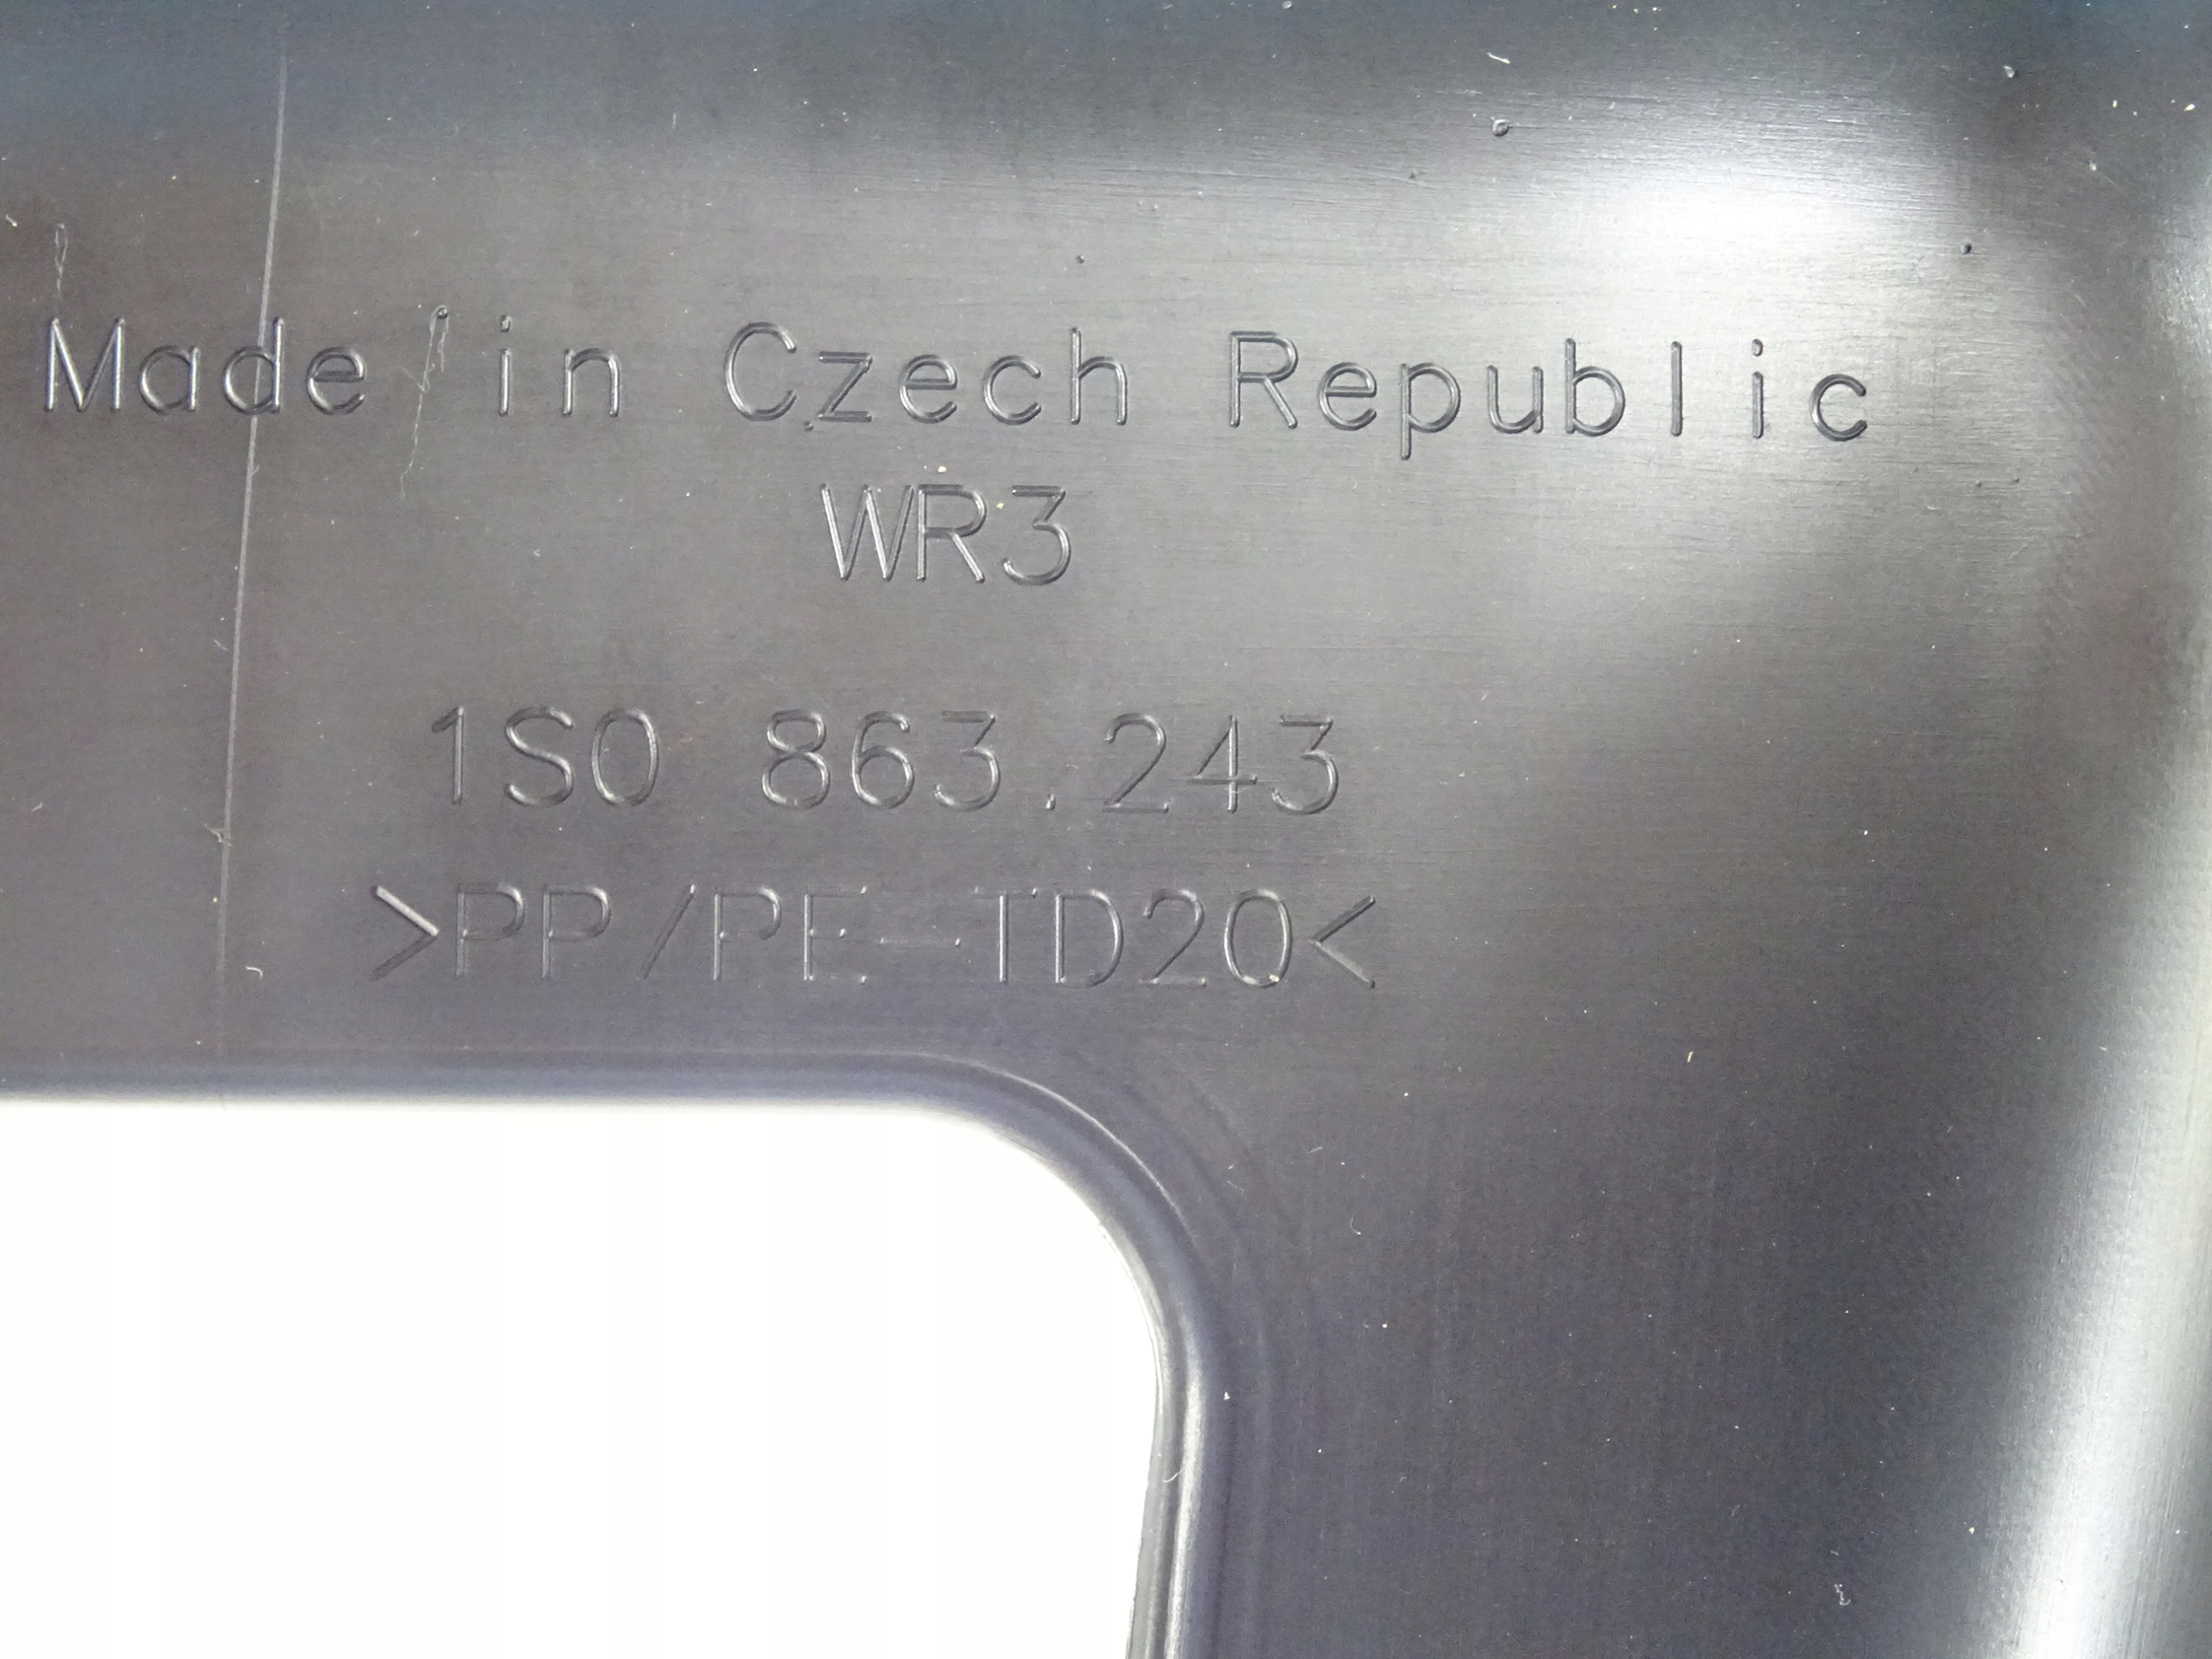 Made in Czech Republic
WR3
1S0 863.243
>PP/PE-TD20<